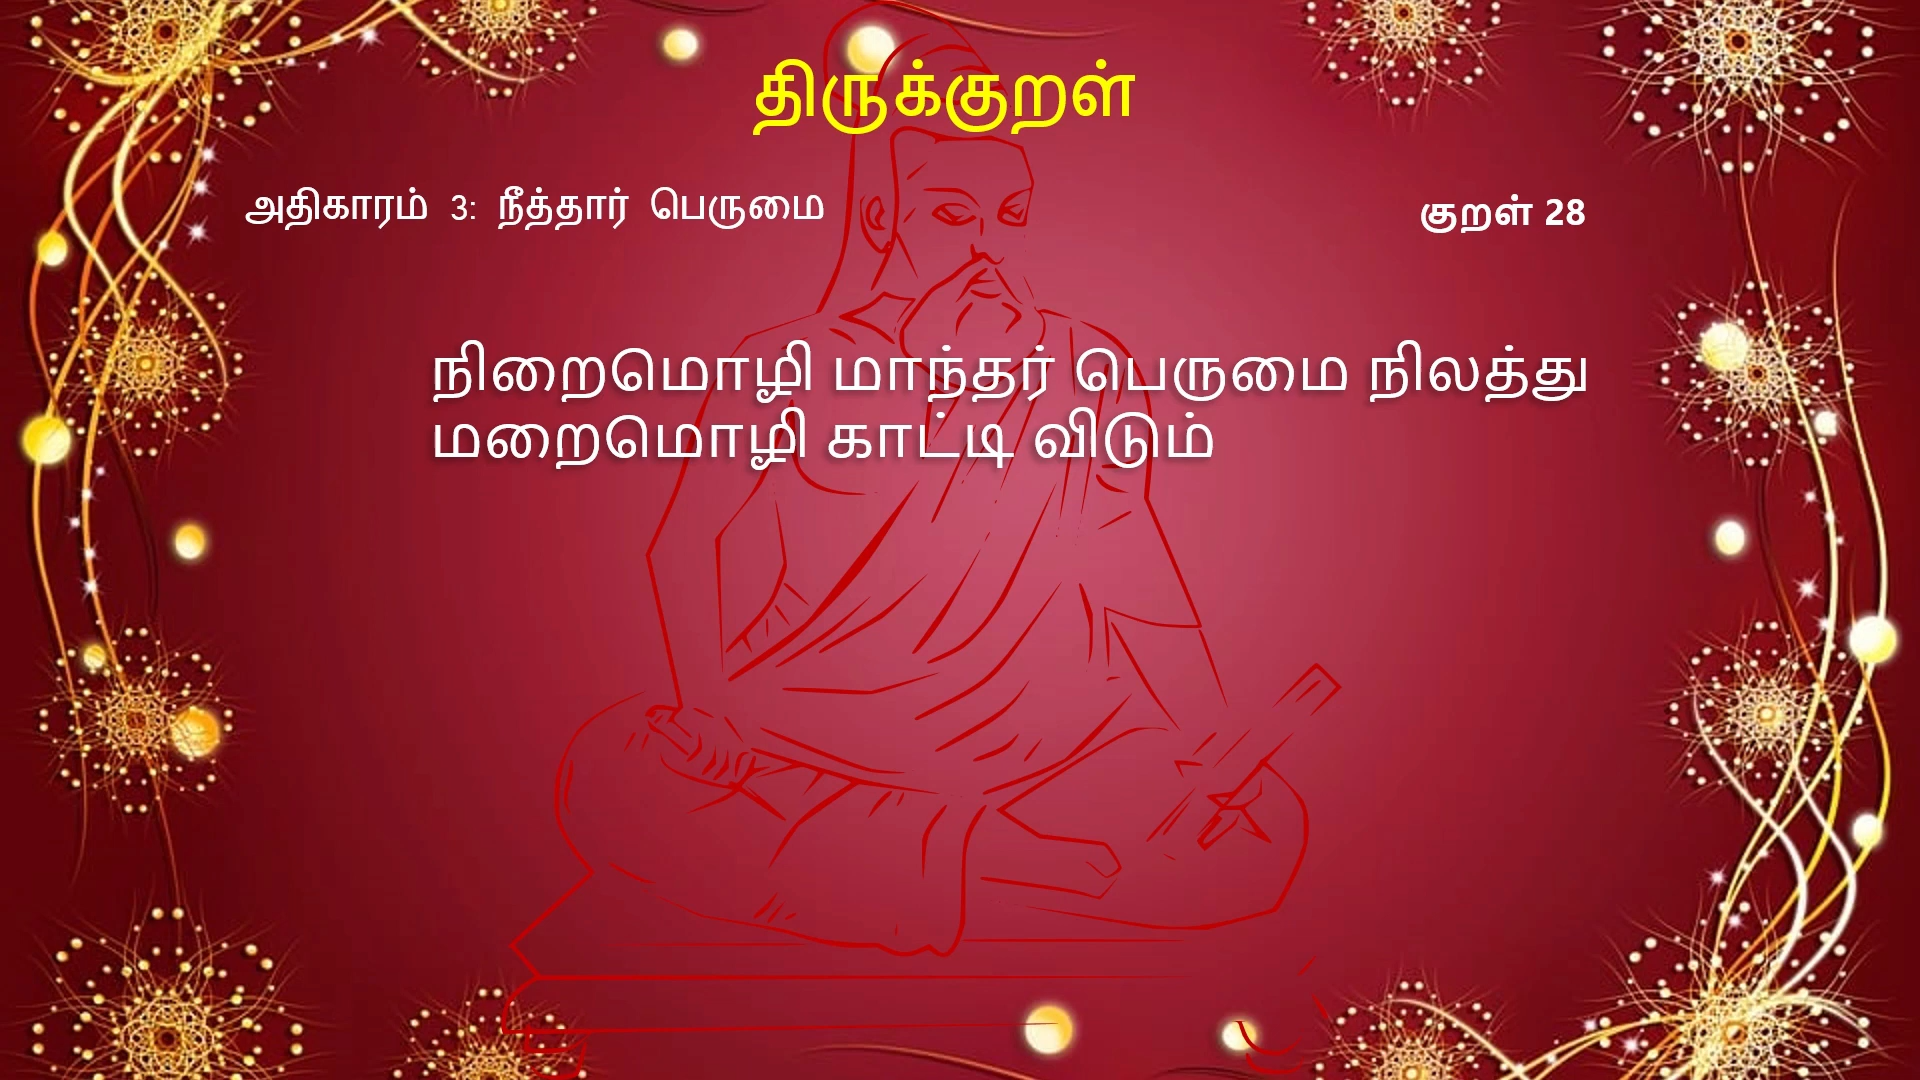 திருக்குறள்
அதிகாரம் 3: நீத்தார் பெருமை
குறள் 28
நிறைமொழி மாந்தர் பெருமை நிலத்து
மறைமொழி காட்டி விடும்